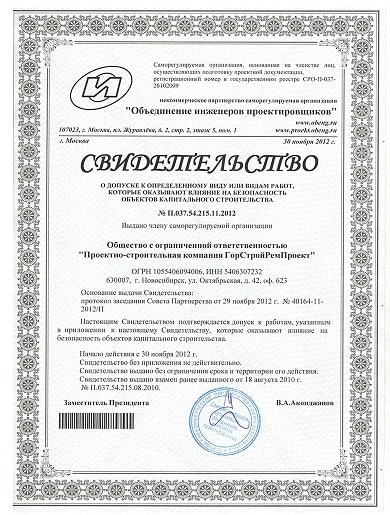 Саморегулируемая организация, основанная на членстве лиц,
осуществляющих подготовку проектной документации,
регистрационный номер в государственном реестре СРО-П-037-
26102009
некоммерческое партнерство саморегулируемая организация
"Объединение инженеров проектировщиков"
www.obeng.ru
107023, г. Москва, пл. Журавлёва, д. 2, стр. 2, этаж 5, пом. 1 www.proekt.obeng.ru
г. Москва 30 ноября 2012 г.
СВИДЕТЕЛЬСТВО
О ДОПУСКЕ К ОПРЕДЕЛЕННОМУ ВИДУ ИЛИ ВИДАМ РАБОТ,
КОТОРЫЕ ОКАЗЫВАЮТ ВЛИЯНИЕ НА БЕЗОПАСНОСТЬ
ОБЪЕКТОВ КАПИТАЛЬНОГО СТРОИТЕЛЬСТВА
№ П.037.54.215.11.2012
Выдано члену саморегулируемой организации
Общество с ограниченной ответственностью
"Проектно-строительная компания ГорСтройРемПроект"
ОГРН 1055406094006, ИНН 5406307232
630007, г. Новосибирск, ул. Октябрьская, д. 42, оф. 623
Основание выдачи Свидетельства:
протокол заседания Совета Партнерства от 29 ноября 2012 г. № 40164-11-
2012/П
Настоящим Свидетельством подтверждается допуск к работам, указанным
в приложении к настоящему Свидетельству, которые оказывают влияние на
безопасность объектов капитального строительства.
Начало действия с 30 ноября 2012 г.
Свидетельство без приложения не действительно.
Свидетельство выдано без ограничения срока и территории его действия.
Свидетельство выдано взамен ранее выданного от 18 августа 2010 г.
№ П.037.54.215.08.2010.
Заместитель Президента В.А.Аконджанов